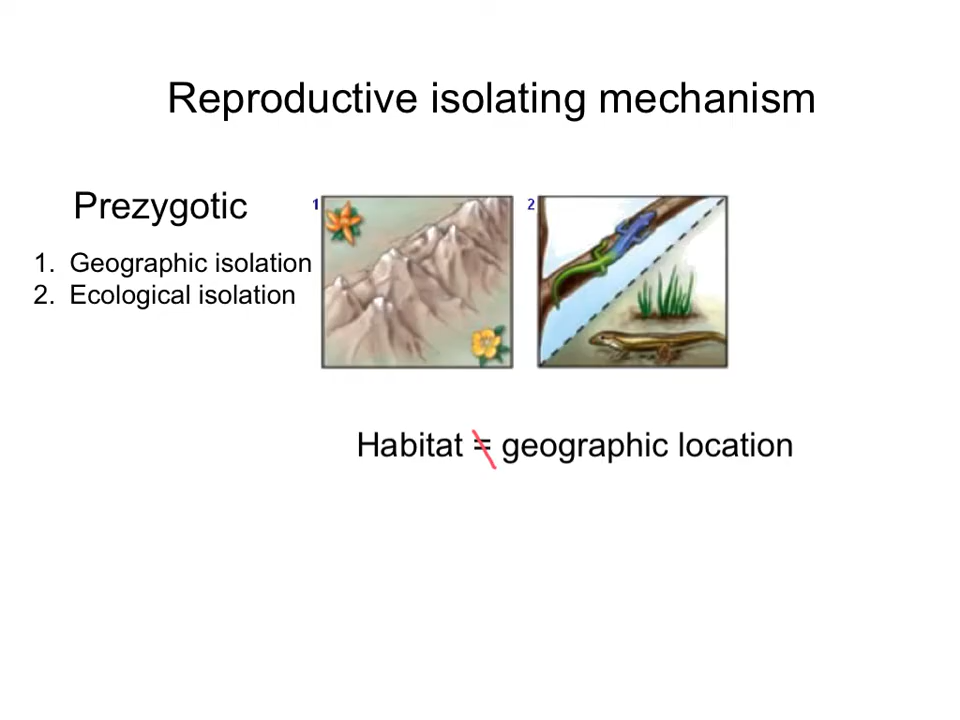 Reproductive isolating mechanism
Prezygotic
1. Geographic isolation
2. Ecological isolation
1
2
Habitat = geographic location